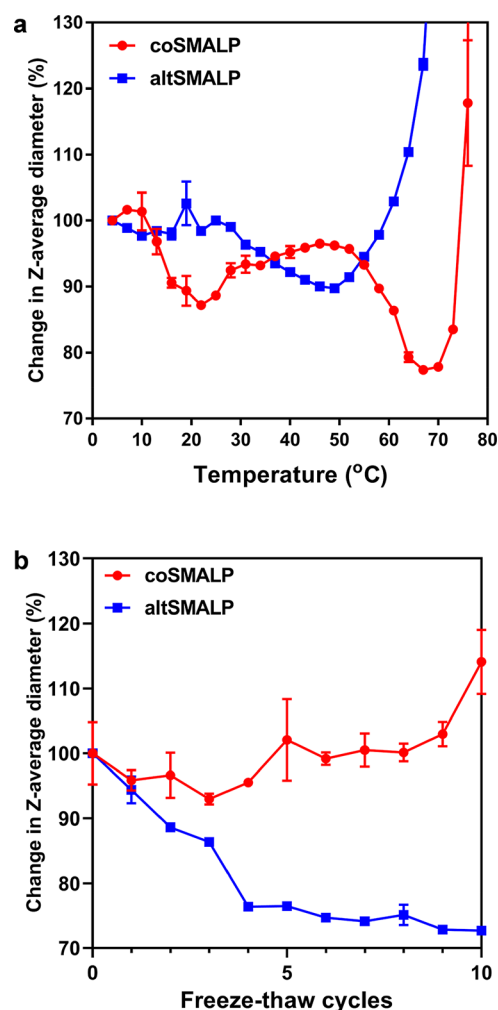 a
130
120
110
100
90
80
70
coSMALP
altSMALP
Change in Z-average diameter (%)
0 10 20 30 40 50 60 70 80
Temperature (°C)
b
130
120
110
100
90
80
70
coSMALP
altSMALP
Change in Z-average diameter (%)
0 5 10
Freeze-thaw cycles